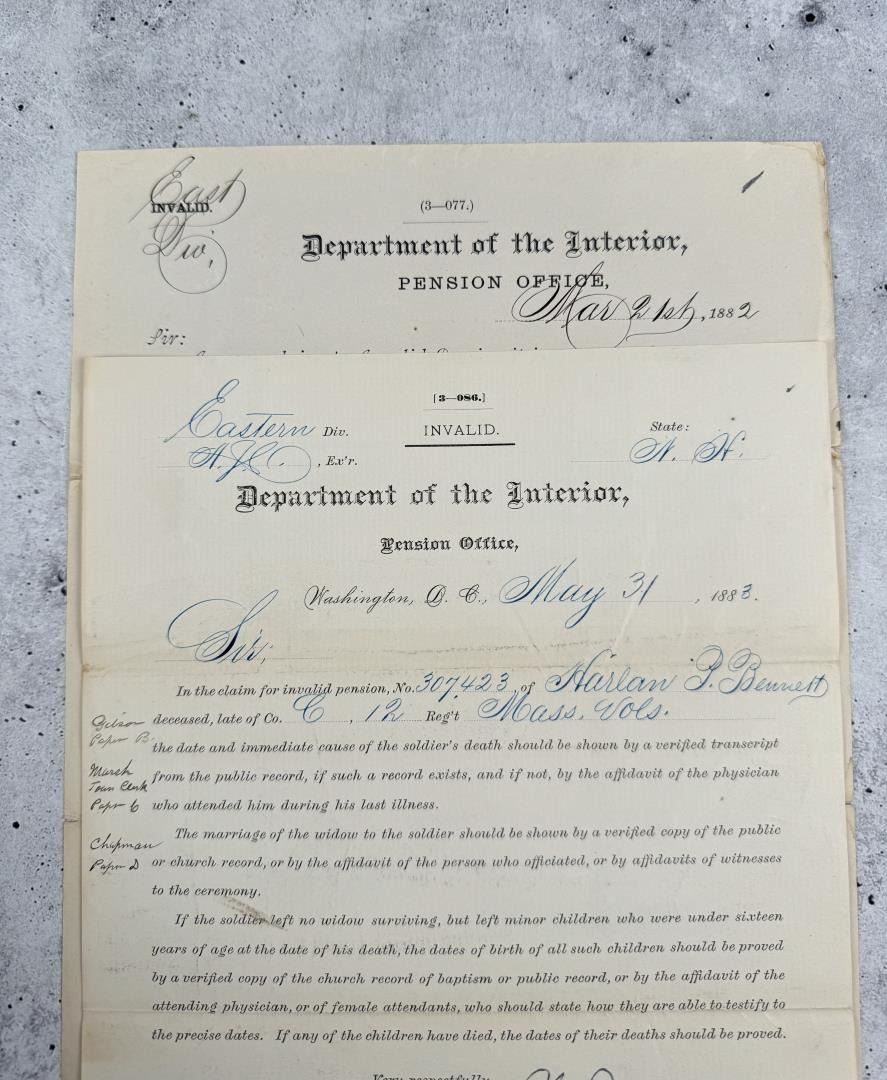 East
INVALID.
Div,
(3—077.)
Department of the Interior,
PENSION OFFICE,
Mar 21st, 1882
Sir:
[3—086.]
Eastern Div.
INVALID.
State:
N. H.
, Ex'r.
Department of the Interior,
Pension Office,
Washington, D. C., May 31, 1883.
Sir;
In the claim for invalid pension, No. 307,423, of Harlan P. Bennett
deceased, late of Co. C, 12 Reg't Mass. Vols.
the date and immediate cause of the soldier's death should be shown by a verified transcript
from the public record, if such a record exists, and if not, by the affidavit of the physician
who attended him during his last illness.
The marriage of the widow to the soldier should be shown by a verified copy of the public
or church record, or by the affidavit of the person who officiated, or by affidavits of witnesses
to the ceremony.
If the soldier left no widow surviving, but left minor children who were under sixteen
years of age at the date of his death, the dates of birth of all such children should be proved
by a verified copy of the church record of baptism or public record, or by the affidavit of the
attending physician, or of female attendants, who should state how they are able to testify to
the precise dates. If any of the children have died, the dates of their deaths should be proved.
Very respectfully,
Gilson
Paper B.
Marsh
Town Clerk
Paper C
Chapman
Paper D